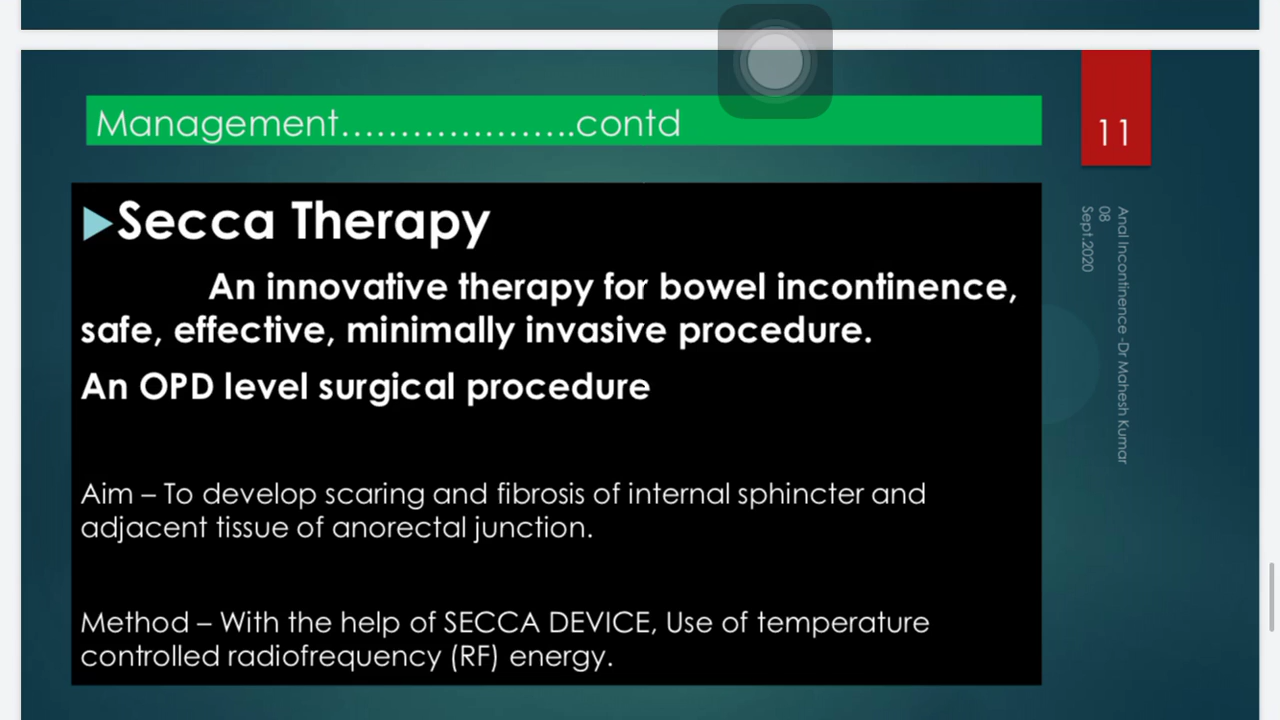 Management………………..contd
11
Secca Therapy
An innovative therapy for bowel incontinence,
safe, effective, minimally invasive procedure.
An OPD level surgical procedure
Aim – To develop scaring and fibrosis of internal sphincter and
adjacent tissue of anorectal junction.
Method – With the help of SECCA DEVICE, Use of temperature
controlled radiofrequency (RF) energy.
Anal Incontinence -Dr Mahesh Kumar
08
Sept.2020